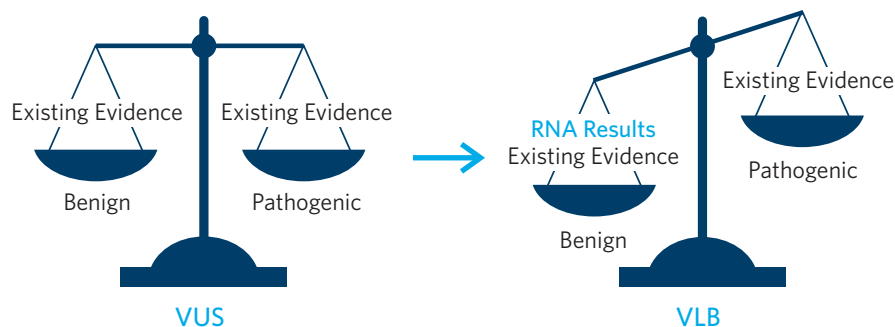 Existing Evidence
Existing Evidence
Benign
Pathogenic
VUS
Existing Evidence
RNA Results
Existing Evidence
Pathogenic
Benign
VLB